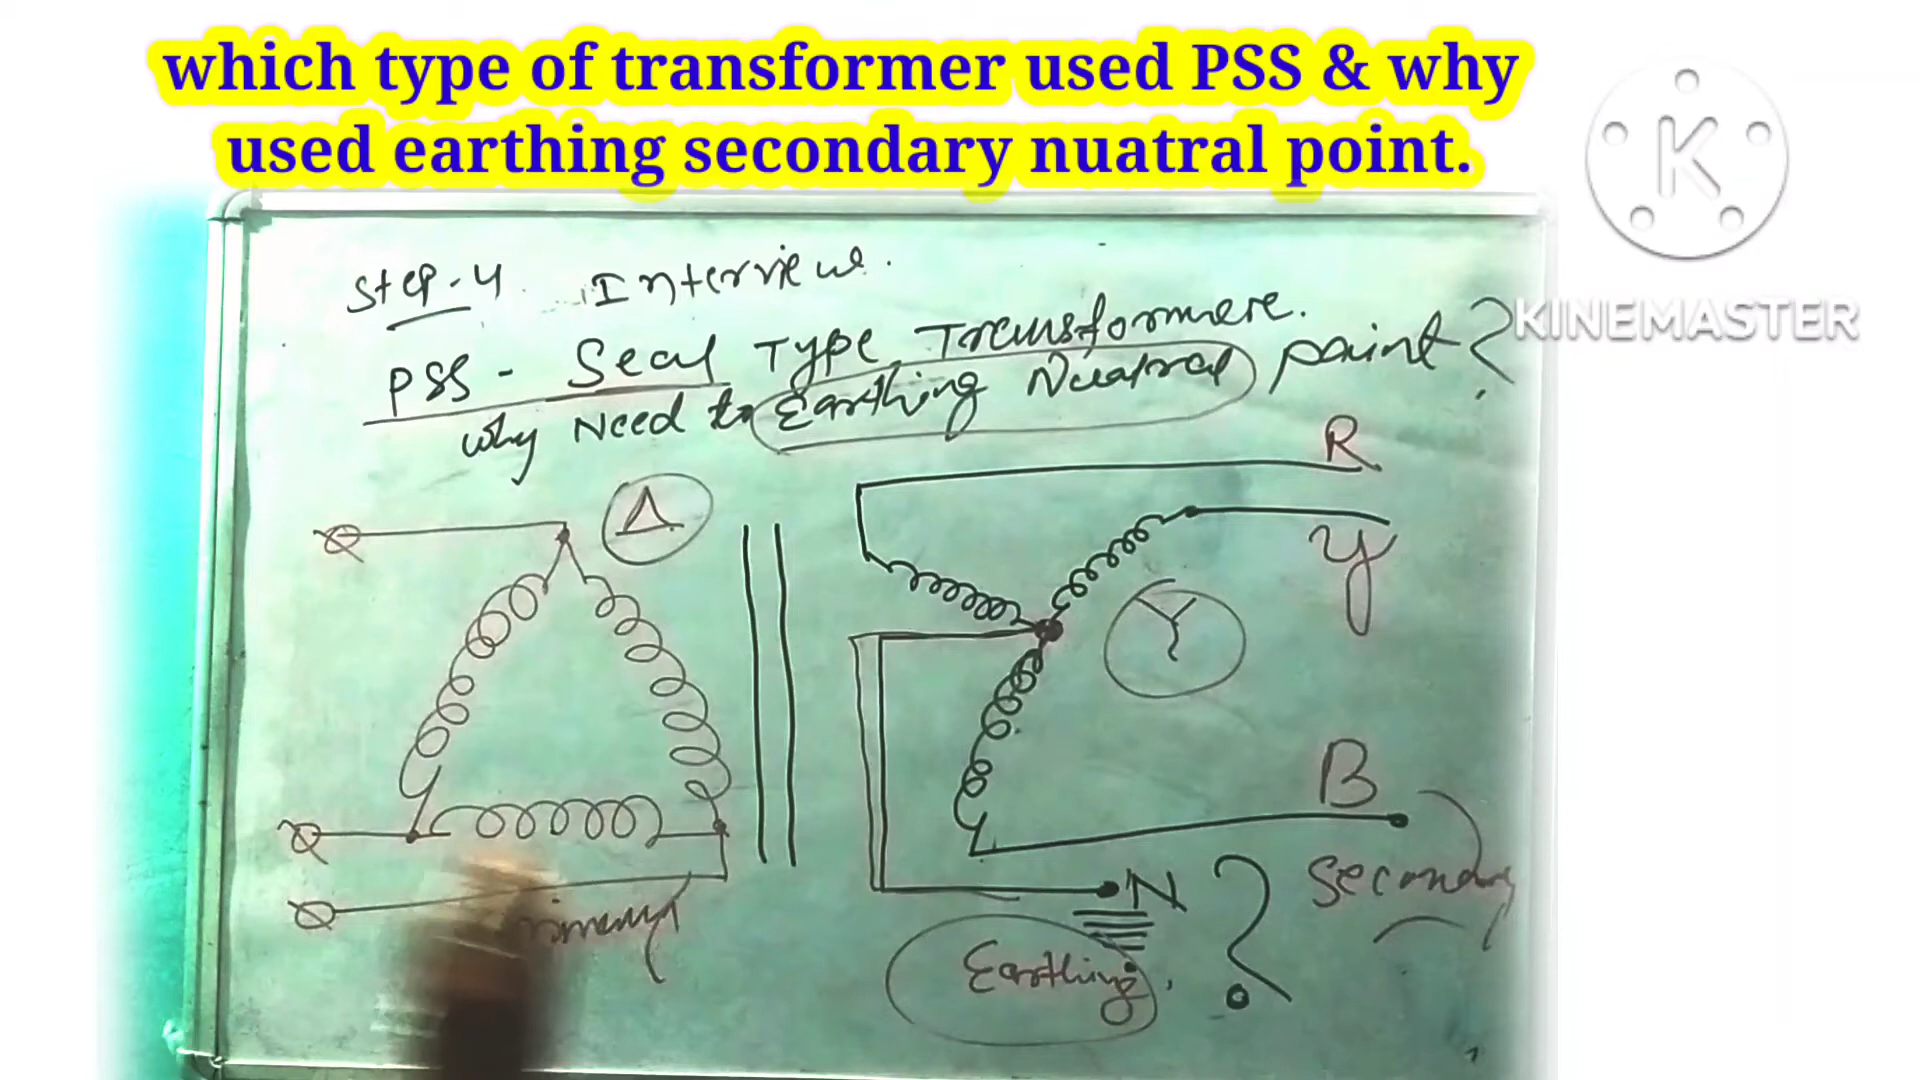 which type of transformer used PSS & why
used earthing secondary nuatral point.
K
KINEMASTER
Step-4 Interview.
PSS - Seal Type Transformere.
why Need to Earthing Nuatral point?
R
Δ
Y
Y
B
N ?
Secondary
Earthing.